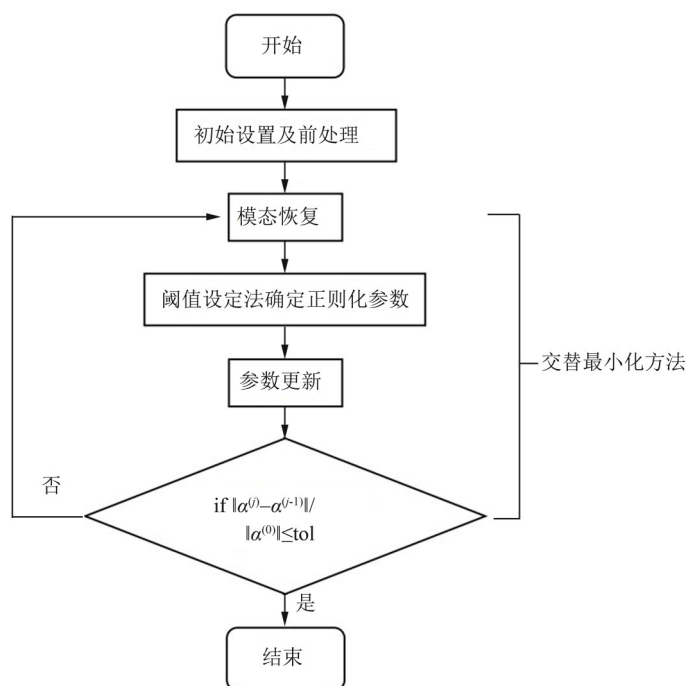 开始
初始设置及前处理
模态恢复
阈值设定法确定正则化参数
交替最小化方法
参数更新
否
if ‖α⁽ʲ⁾–α⁽ʲ⁻¹⁾‖/
‖α⁽⁰⁾‖≤tol
是
结束